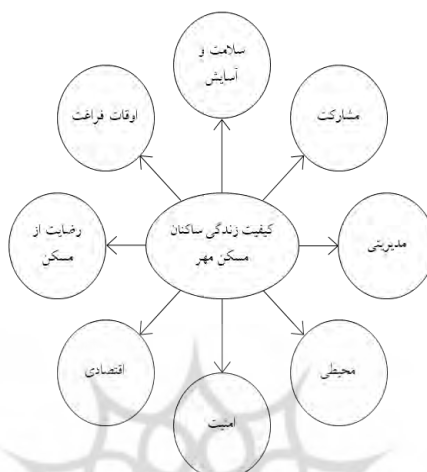 سلامت و
آسایش
مشارکت
اوقات فراغت
کیفیت زندگی ساکنان
مسکن مهر
مدیریتی
رضایت از
مسکن
محیطی
اقتصادی
امنیت